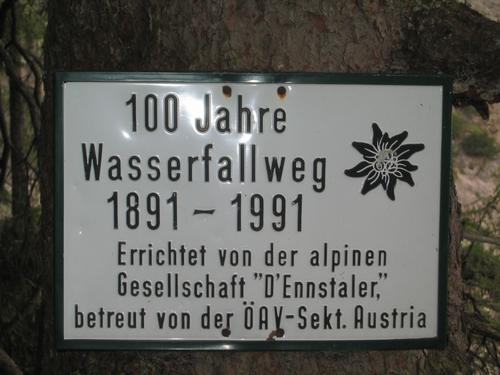 100 Jahre
Wasserfallweg
1891 - 1991
Errichtet von der alpinen
Gesellschaft "D'Ennstaler,"
betreut von der ÖAV-Sekt. Austria